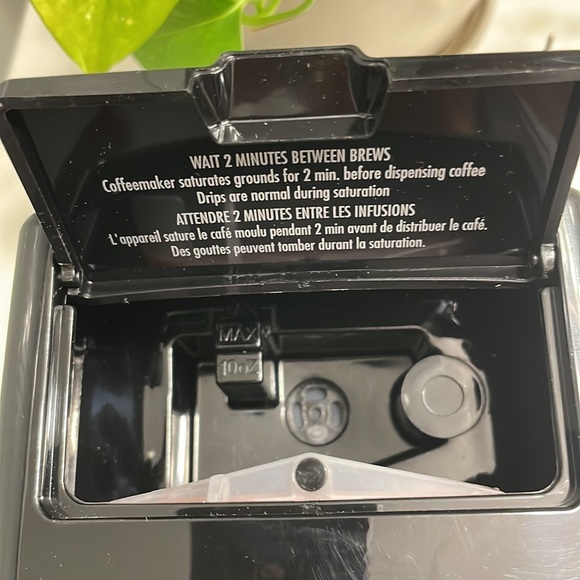 WAIT 2 MINUTES BETWEEN BREWS
Coffeemaker saturates grounds for 2 min. before dispensing coffee
Drips are normal during saturation
ATTENDRE 2 MINUTES ENTRE LES INFUSIONS
L'appareil sature le café moulu pendant 2 min avant de distribuer le café.
Des gouttes peuvent tomber durant la saturation.
MAX
10oz